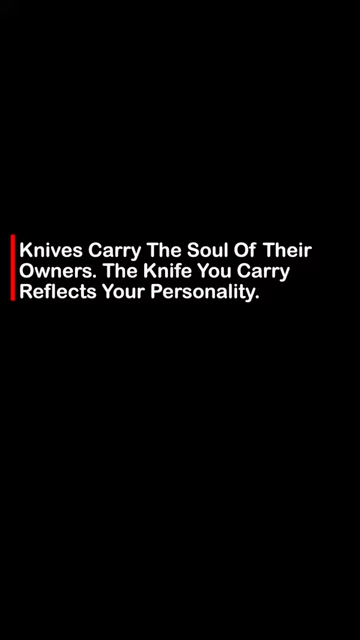 Knives Carry The Soul Of Their
Owners. The Knife You Carry
Reflects Your Personality.